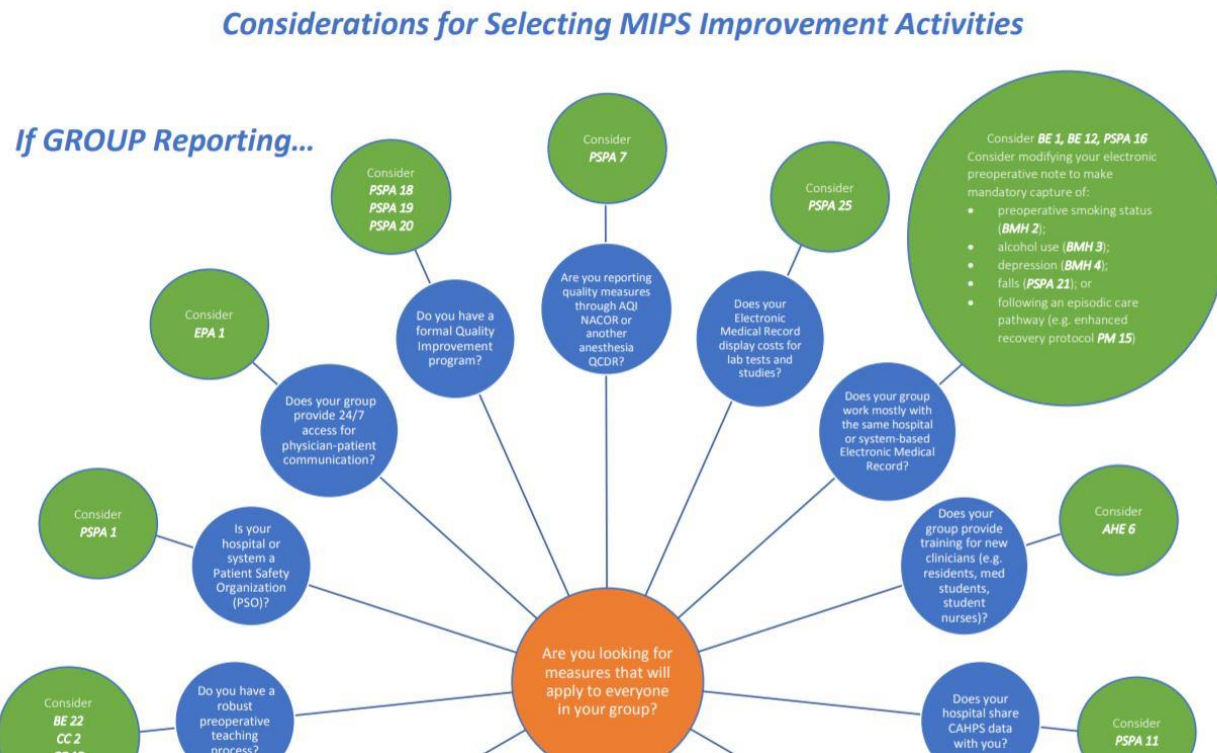 Considerations for Selecting MIPS Improvement Activities
If GROUP Reporting...
Consider
PSPA 18
PSPA 19
PSPA 20
Consider
PSPA 7
Consider
PSPA 25
Consider BE 1, BE 12, PSPA 16
Consider modifying your electronic
preoperative note to make
mandatory capture of:
• preoperative smoking status
(BMH 2);
• alcohol use (BMH 3);
• depression (BMH 4);
• falls (PSPA 21); or
• following an episodic care
pathway (e.g. enhanced
recovery protocol PM 15)
Consider
EPA 1
Do you have a
formal Quality
Improvement
program?
Are you reporting
quality measures
through AQI
NACOR or
another
anesthesia
QCDR?
Does your
Electronic
Medical Record
display costs for
lab tests and
studies?
Does your group
provide 24/7
access for
physician-patient
communication?
Does your group
work mostly with
the same hospital
or system-based
Electronic Medical
Record?
Consider
PSPA 1
Is your
hospital or
system a
Patient Safety
Organization
(PSO)?
Does your
group provide
training for new
clinicians (e.g.
residents, med
students,
student
nurses)?
Consider
AHE 6
Are you looking for
measures that will
apply to everyone
in your group?
Consider
BE 22
CC 2
Do you have a
robust
preoperative
teaching
process?
Does your
hospital share
CAHPS data
with you?
Consider
PSPA 11